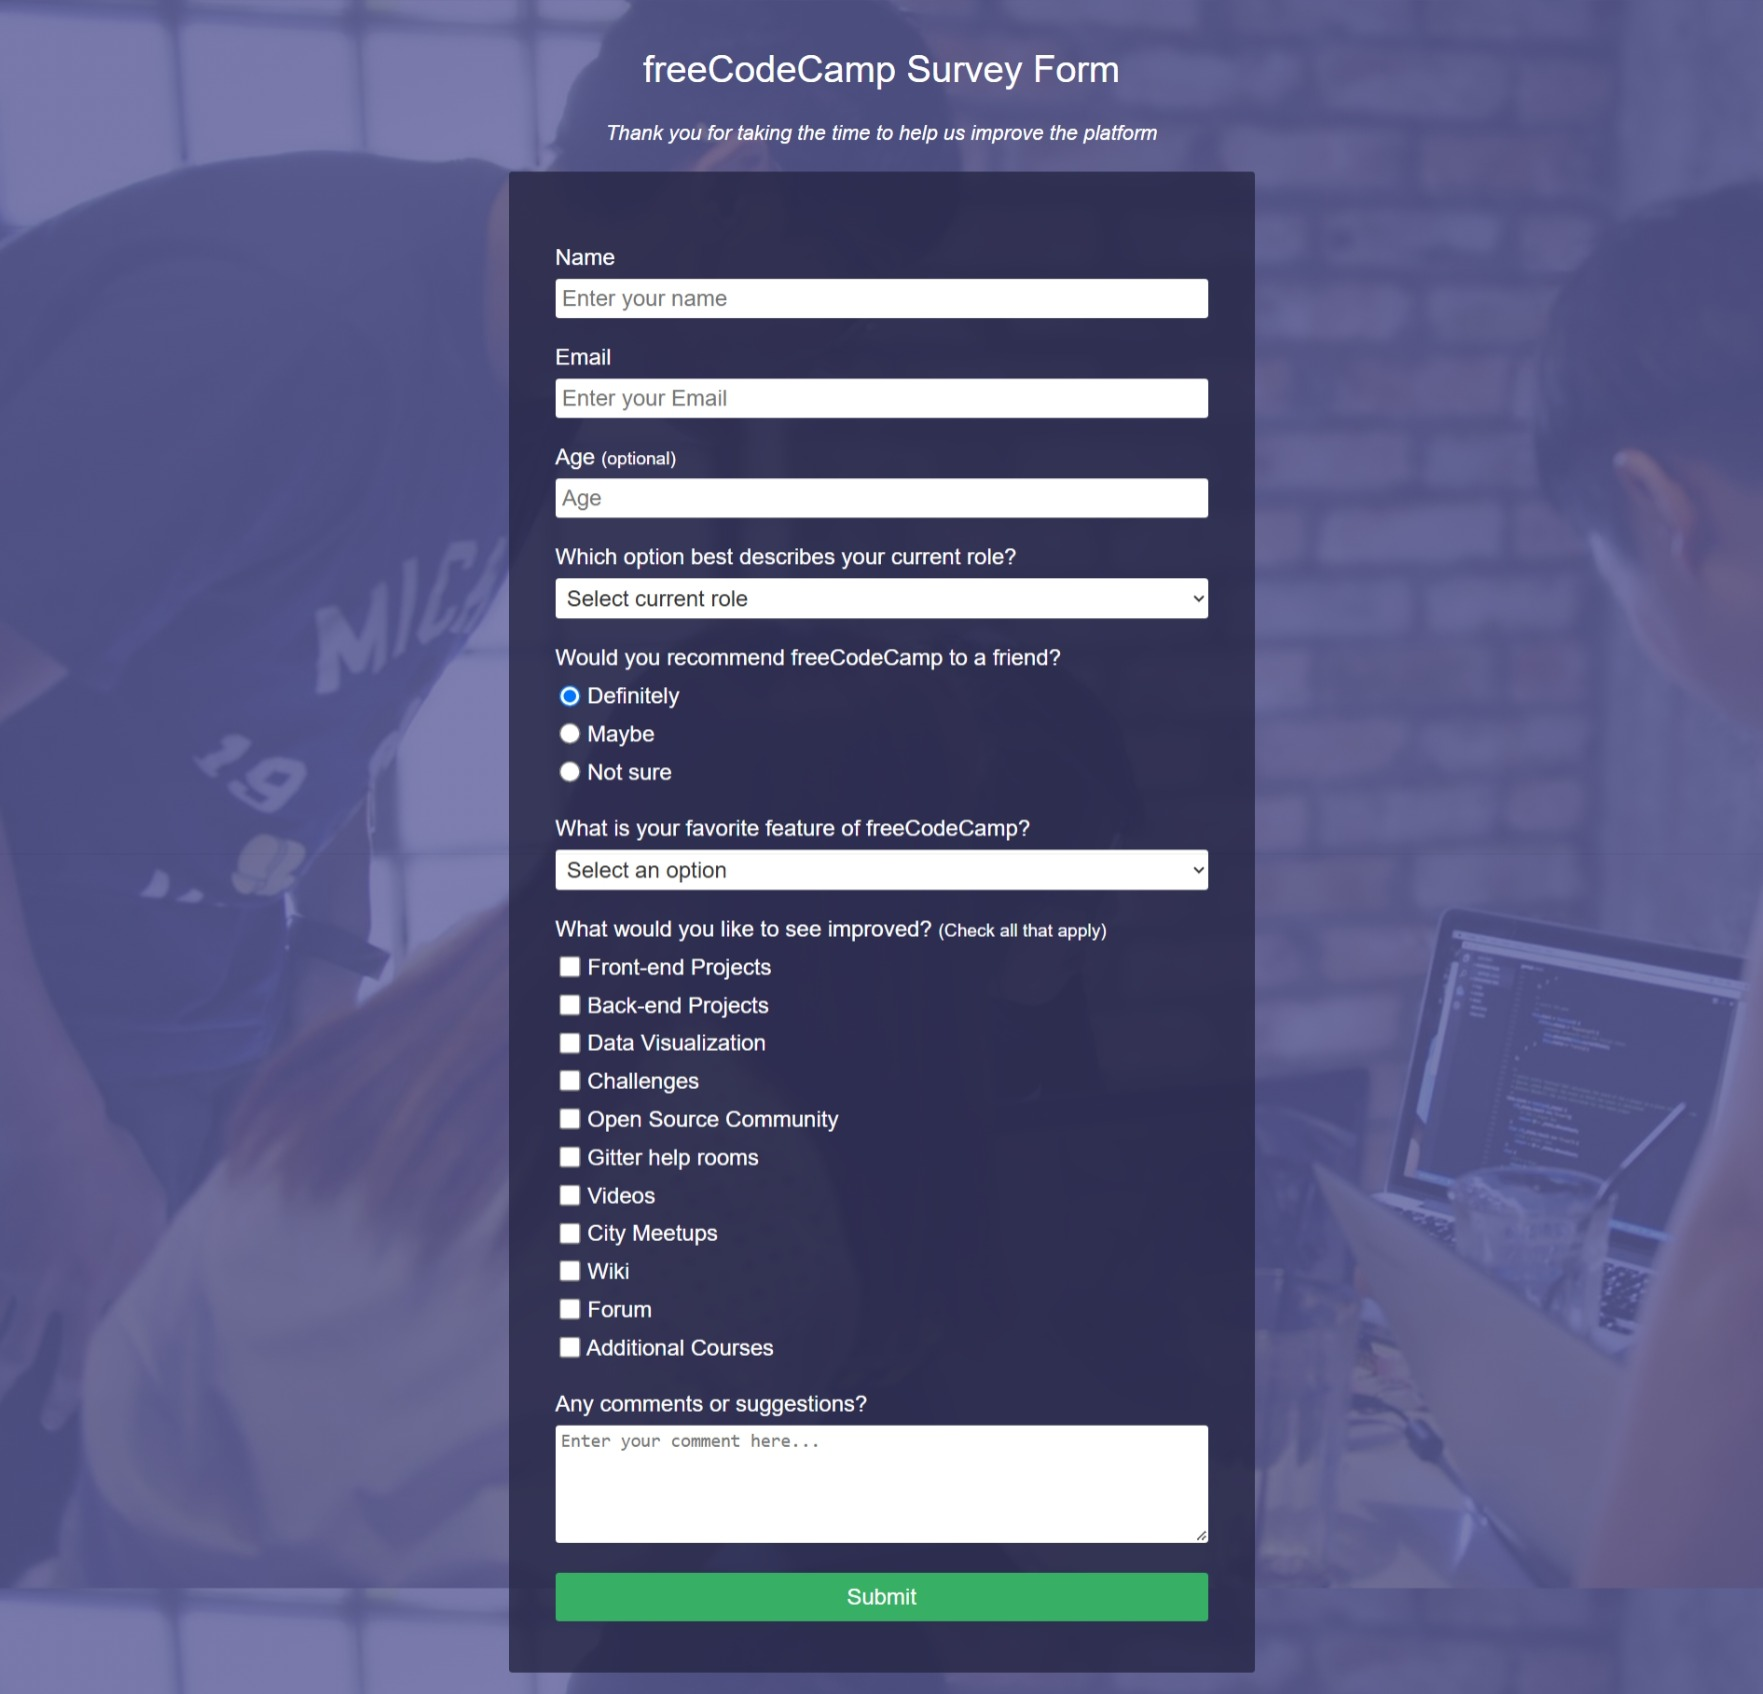 freeCodeCamp Survey Form
Thank you for taking the time to help us improve the platform
Name
Enter your name
Email
Enter your Email
Age (optional)
Age
Which option best describes your current role?
Select current role
Would you recommend freeCodeCamp to a friend?
Definitely
Maybe
Not sure
What is your favorite feature of freeCodeCamp?
Select an option
What would you like to see improved? (Check all that apply)
Front-end Projects
Back-end Projects
Data Visualization
Challenges
Open Source Community
Gitter help rooms
Videos
City Meetups
Wiki
Forum
Additional Courses
Any comments or suggestions?
Enter your comment here...
Submit
MICH
19